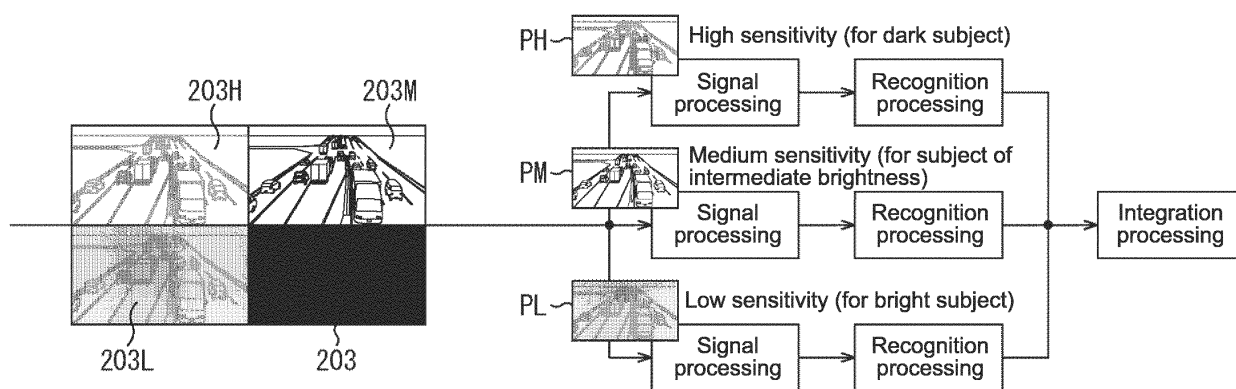 PH
High sensitivity (for dark subject)
Signal
processing
Recognition
processing
203H
203M
PM
Medium sensitivity (for subject of
intermediate brightness)
Signal
processing
Recognition
processing
Integration
processing
PL
Low sensitivity (for bright subject)
Signal
processing
Recognition
processing
203L
203